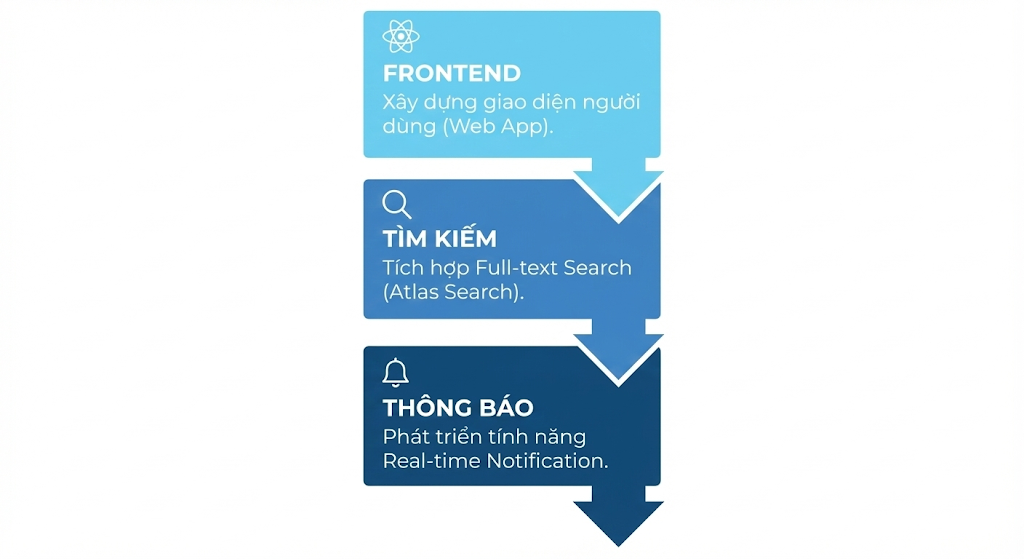 FRONTEND
Xây dựng giao diện người
dùng (Web App).
TÌM KIẾM
Tích hợp Full-text Search
(Atlas Search).
THÔNG BÁO
Phát triển tính năng
Real-time Notification.